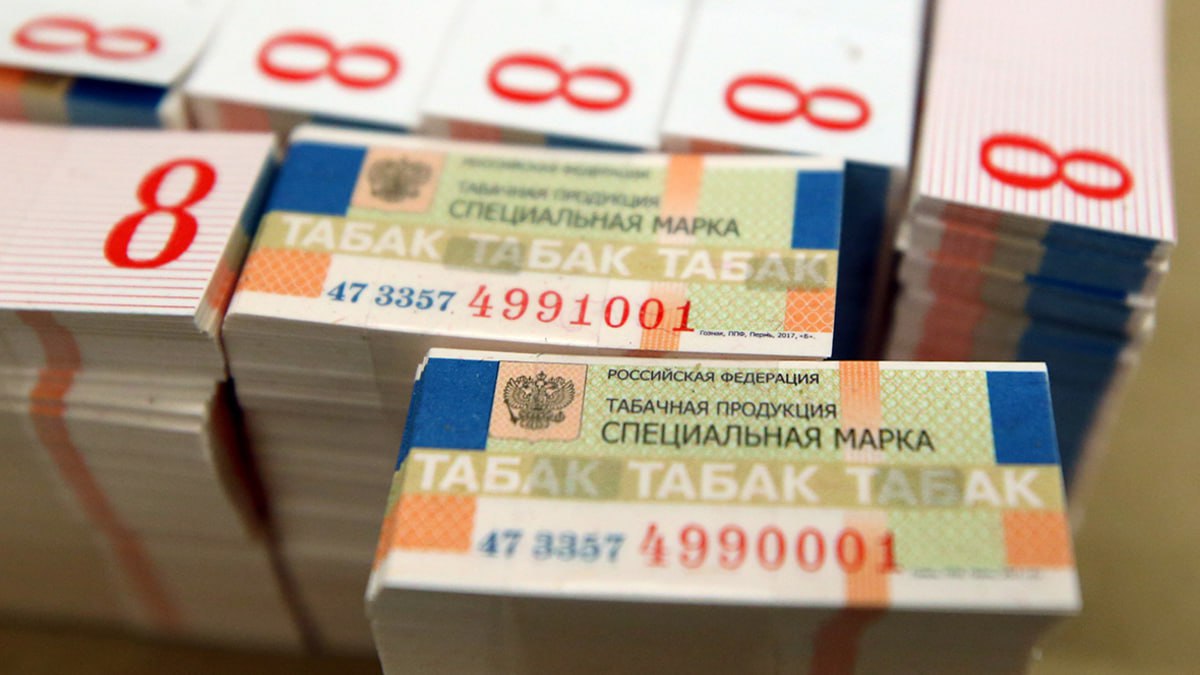 8
8
8
8
8
8
РОССИЙСКАЯ ФЕДЕРАЦИЯ
ТАБАЧНАЯ ПРОДУКЦИЯ
СПЕЦИАЛЬНАЯ МАРКА
ТАБАК ТАБАК ТАБАК
47 3357 4991001
Гознак, ППФ, Пермь, 2017, «Б».
РОССИЙСКАЯ ФЕДЕРАЦИЯ
ТАБАЧНАЯ ПРОДУКЦИЯ
СПЕЦИАЛЬНАЯ МАРКА
ТАБАК ТАБАК ТАБАК
47 3357 4990001